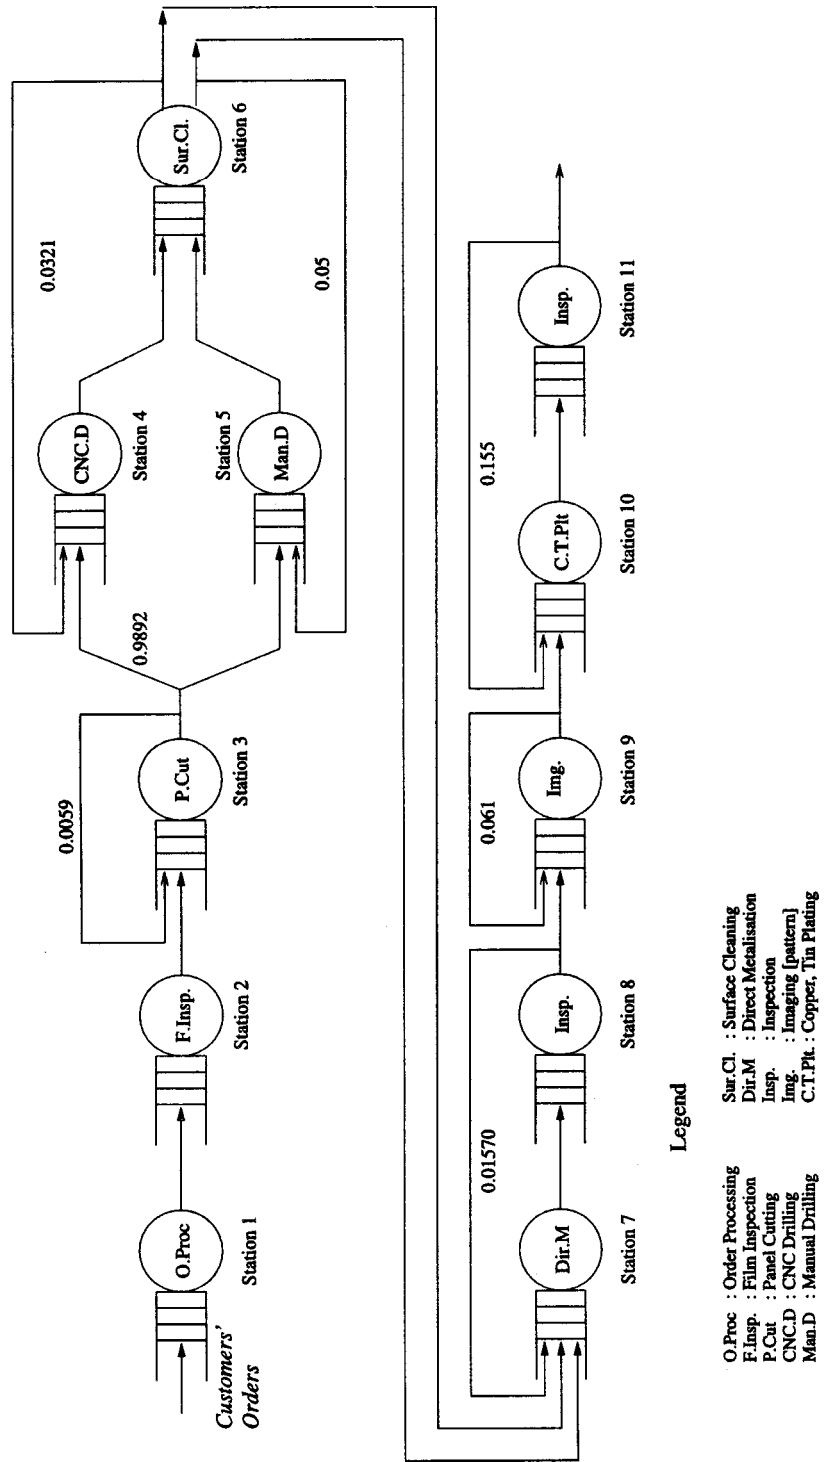 Customers'
Orders
O.Proc
Station 1
F.Insp.
Station 2
0.0059
P.Cut
Station 3
0.9892
CNC.D
Station 4
Station 5
Man.D
0.0321
0.05
Sur.Cl.
Station 6
0.01570
Dir.M
Station 7
Insp.
Station 8
0.061
Img.
Station 9
0.155
C.T.Plt
Station 10
Insp.
Station 11
Legend
O.Proc : Order Processing
F.Insp. : Film Inspection
P.Cut : Panel Cutting
CNC.D : CNC Drilling
Man.D : Manual Drilling
Sur.Cl. : Surface Cleaning
Dir.M : Direct Metalisation
Insp. : Inspection
Img. : Imaging [pattern]
C.T.Plt. : Copper, Tin Plating